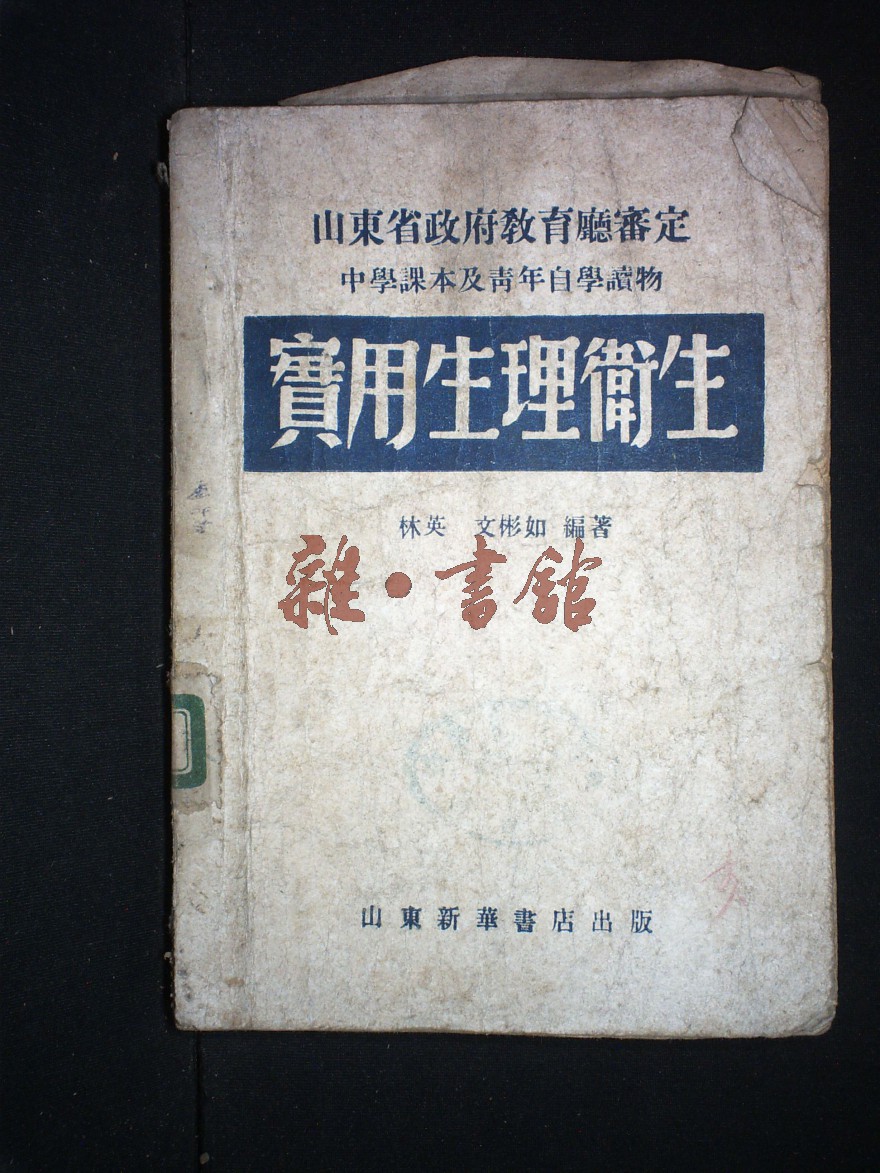 山東省政府教育廳審定
中學課本及青年自學讀物
實用生理衛生
林英 文彬如 編著
雜·書館
山東新華書店出版